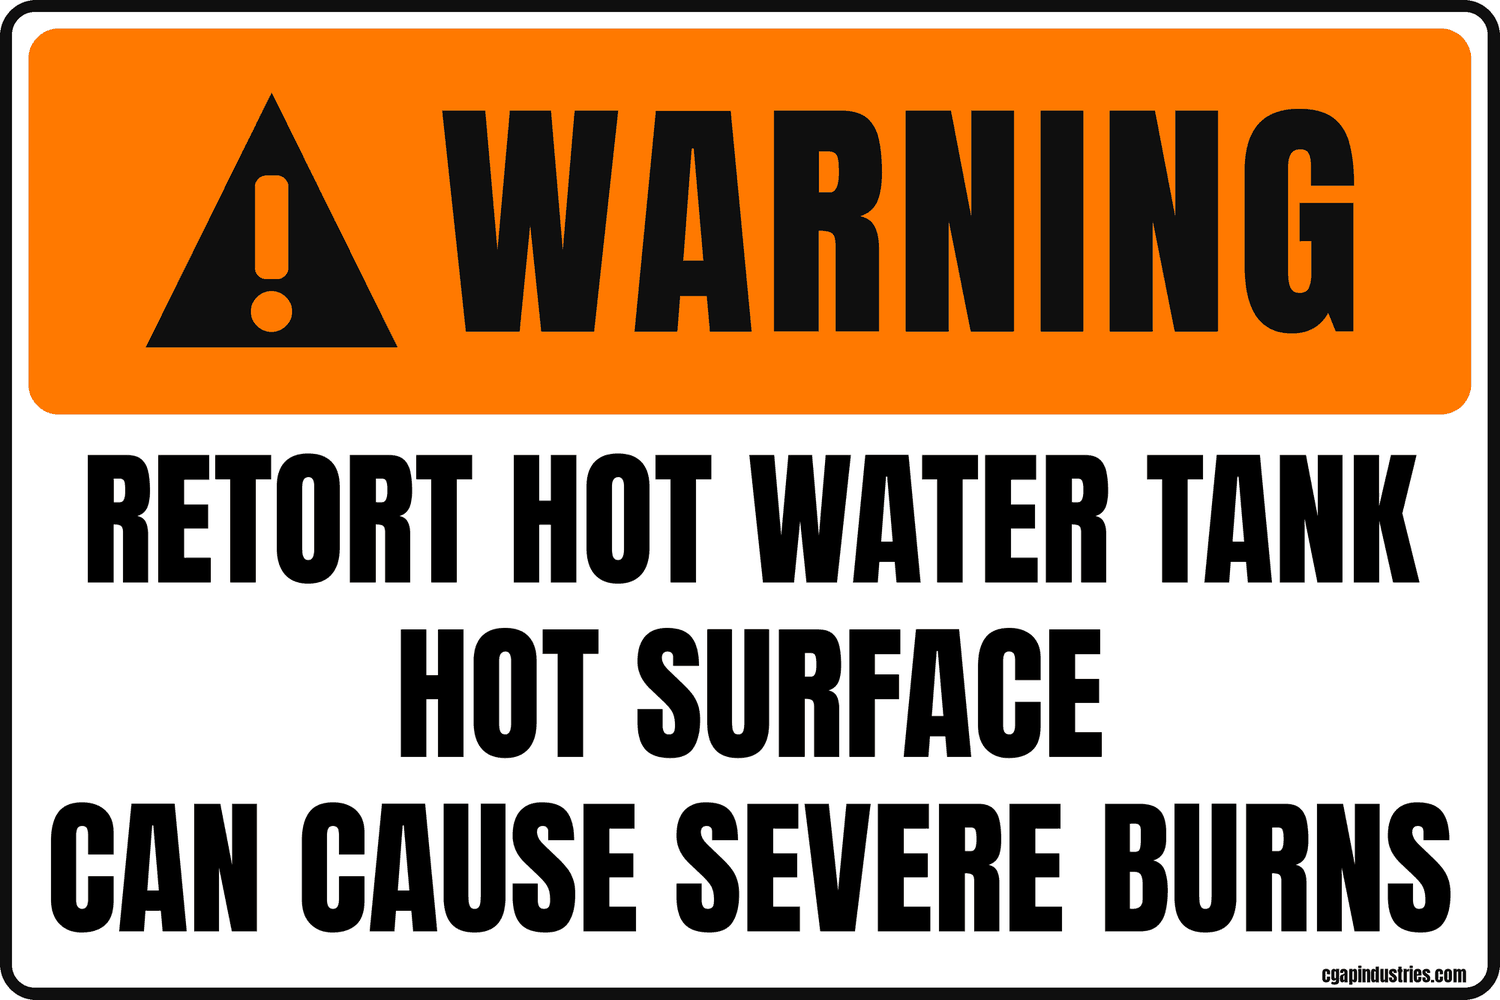 WARNING
RETORT HOT WATER TANK
HOT SURFACE
CAN CAUSE SEVERE BURNS
cgapindustries.com